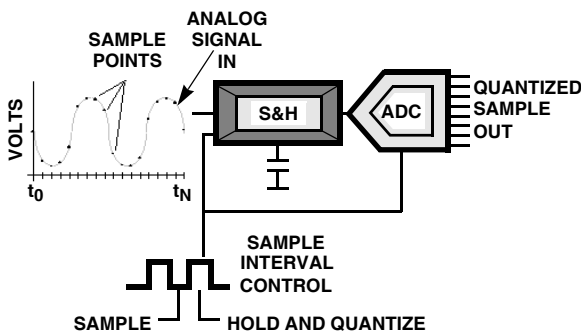 ANALOG
SIGNAL
IN
SAMPLE
POINTS
VOLTS
t0
tN
S&H
ADC
QUANTIZED
SAMPLE
OUT
SAMPLE
INTERVAL
CONTROL
SAMPLE
HOLD AND QUANTIZE